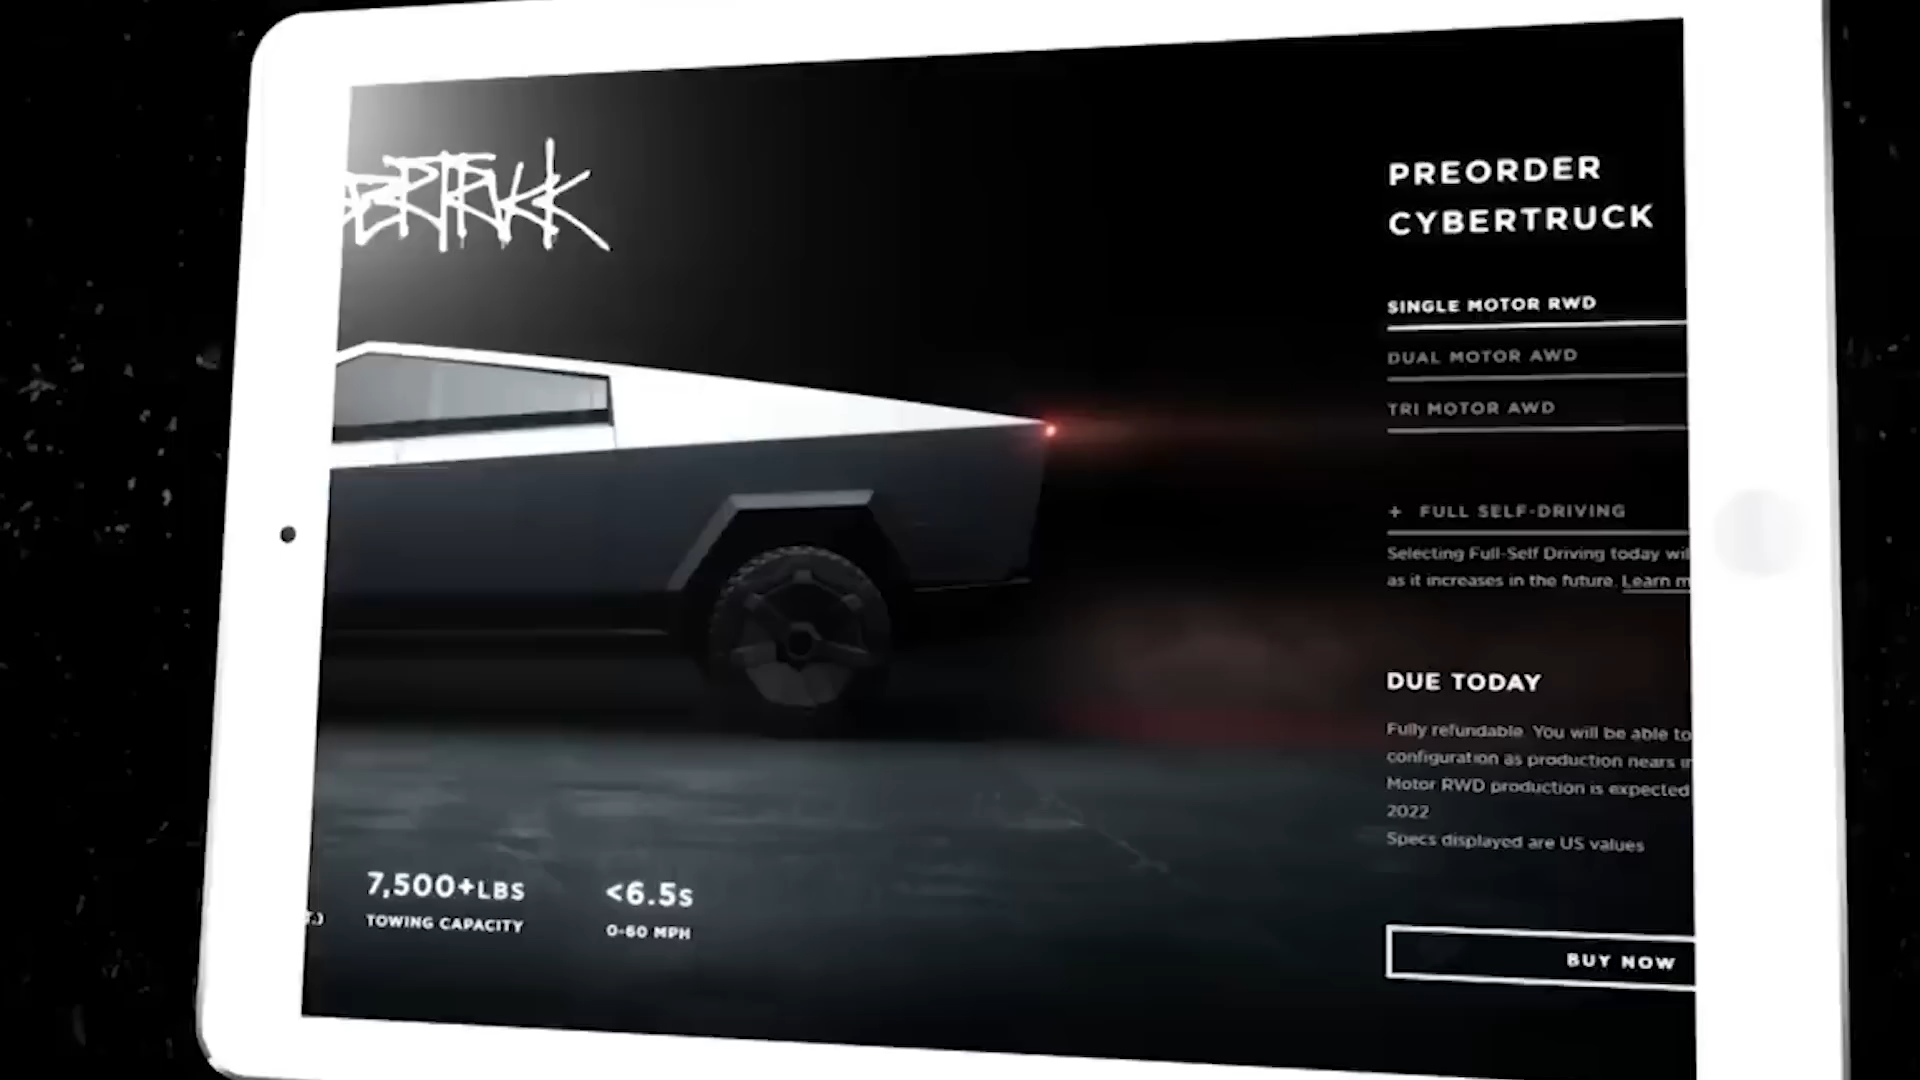 PREORDER
CYBERTRUCK
SINGLE MOTOR RWD
DUAL MOTOR AWD
TRI MOTOR AWD
+ FULL SELF-DRIVING
Selecting Full-Self Driving today
as it increases in the future. Learn
DUE TODAY
Fully refundable. You will be able to
configuration as production nears
Motor RWD production is expected
2022
Specs displayed are US values
7,500+LBS
TOWING CAPACITY
<6.5s
0-60 MPH
BUY NOW